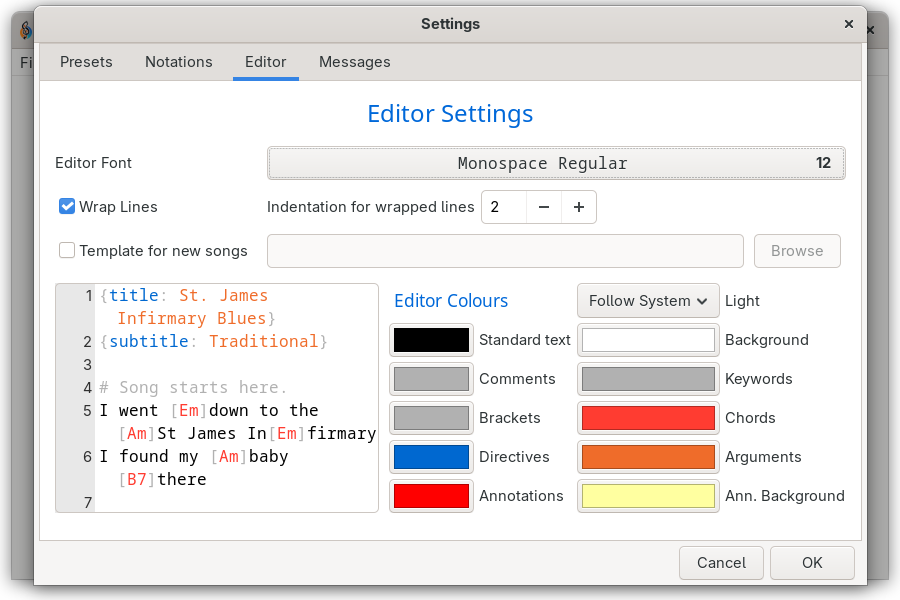 Settings
Fi
Presets Notations Editor Messages
Editor Settings
Editor Font Monospace Regular 12
Wrap Lines Indentation for wrapped lines 2
Template for new songs Browse
1 {title: St. James
Infirmary Blues}
2 {subtitle: Traditional}
3
4 # Song starts here.
5 I went [Em]down to the
[Am]St James In[Em]firmary
6 I found my [Am]baby
[B7]there
7
Editor Colours Follow System Light
Standard text Background
Comments Keywords
Brackets Chords
Directives Arguments
Annotations Ann. Background
Cancel OK